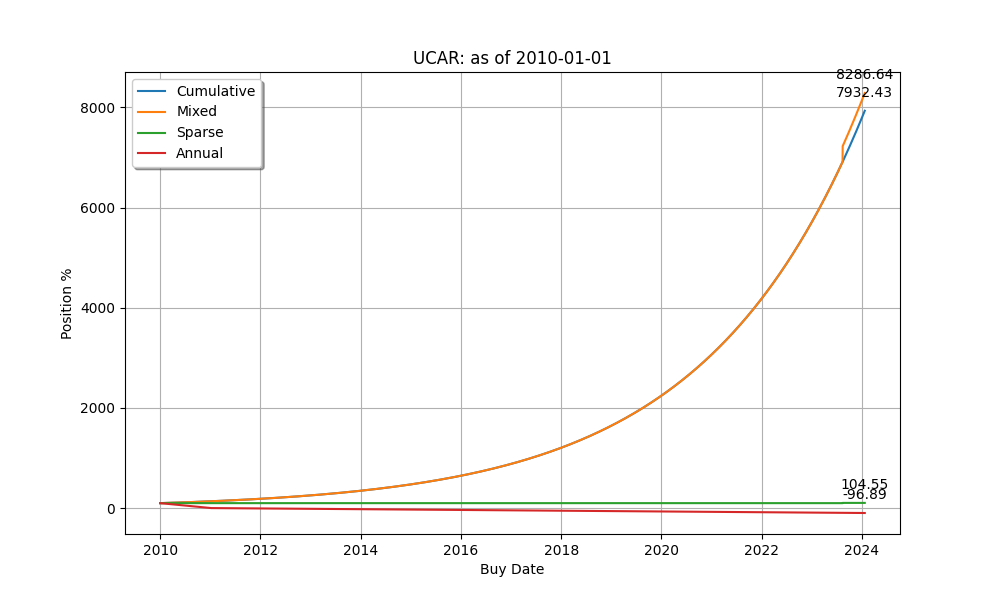 UCAR: as of 2010-01-01
8286.64
7932.43
Cumulative
Mixed
Sparse
Annual
8000
6000
4000
2000
0
Position %
104.55
-96.89
2010 2012 2014 2016 2018 2020 2022 2024
Buy Date